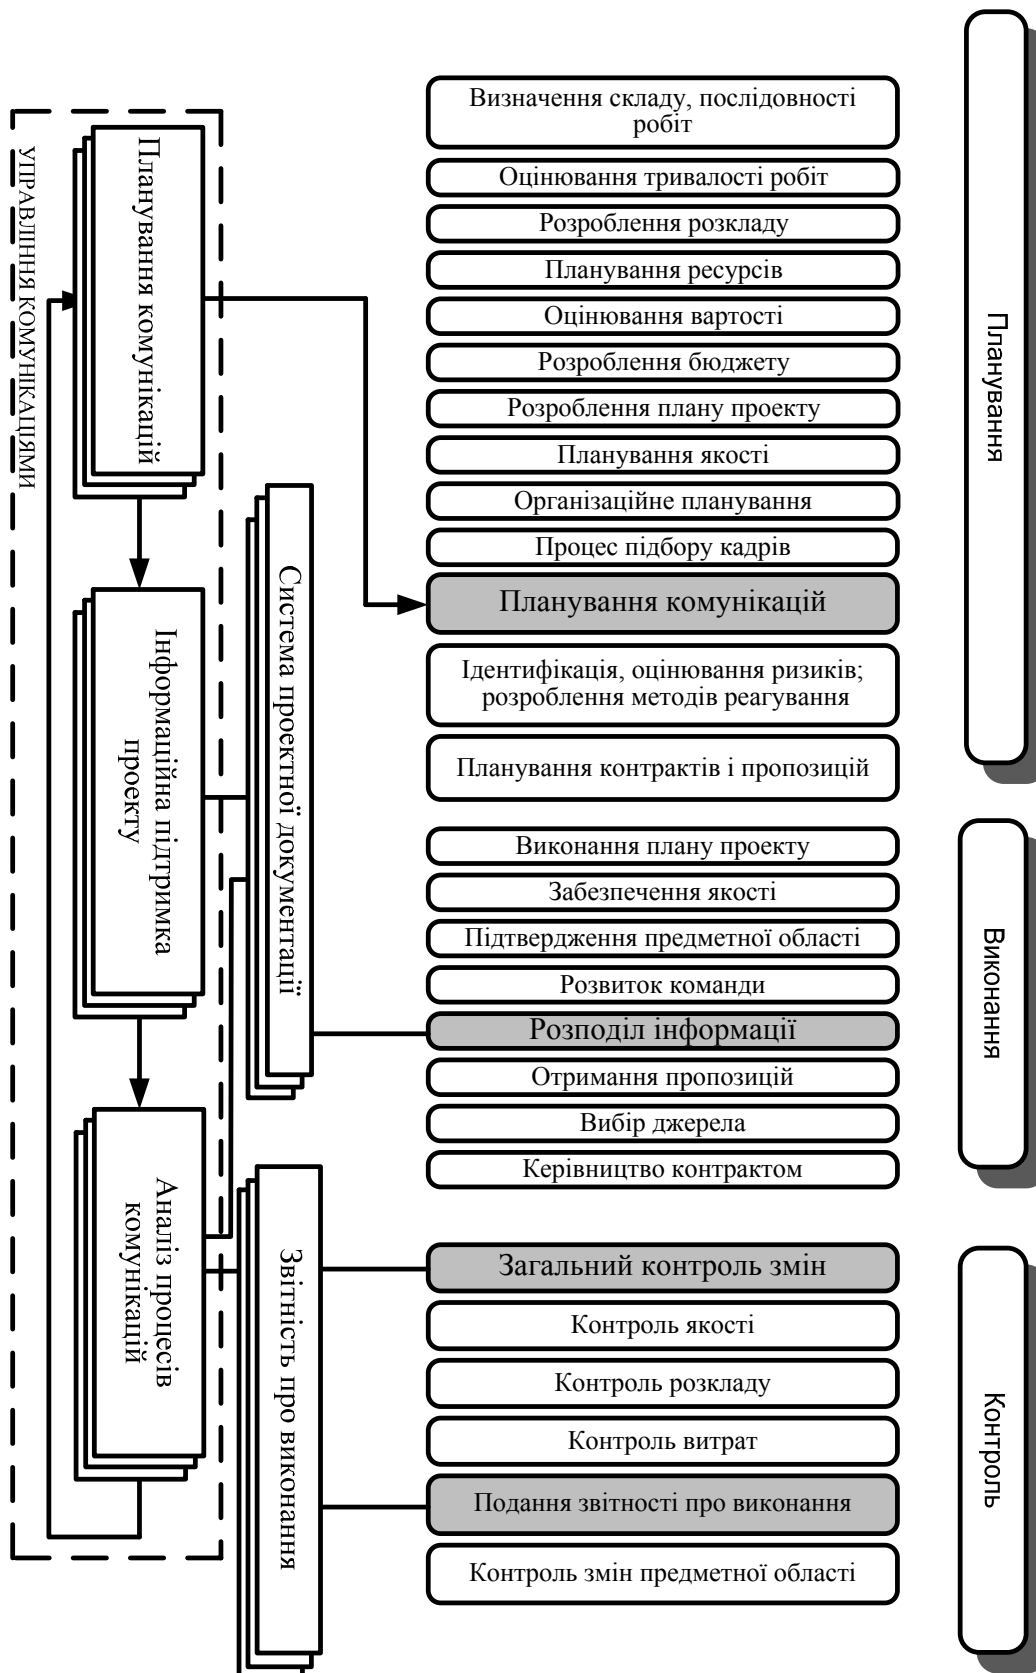 УПРАВЛІННЯ КОМУНІКАЦІЯМИ
Планування комунікацій
Інформаційна підтримка
проекту
Аналіз процесів
комунікацій
Система проектної документації
Звітність про виконання
Визначення складу, послідовності
робіт
Оцінювання тривалості робіт
Розроблення розкладу
Планування ресурсів
Оцінювання вартості
Розроблення бюджету
Розроблення плану проекту
Планування якості
Організаційне планування
Процес підбору кадрів
Планування комунікацій
Ідентифікація, оцінювання ризиків;
розроблення методів реагування
Планування контрактів і пропозицій
Виконання плану проекту
Забезпечення якості
Підтвердження предметної області
Розвиток команди
Розподіл інформації
Отримання пропозицій
Вибір джерела
Керівництво контрактом
Загальний контроль змін
Контроль якості
Контроль розкладу
Контроль витрат
Подання звітності про виконання
Контроль змін предметної області
Планування
Виконання
Контроль